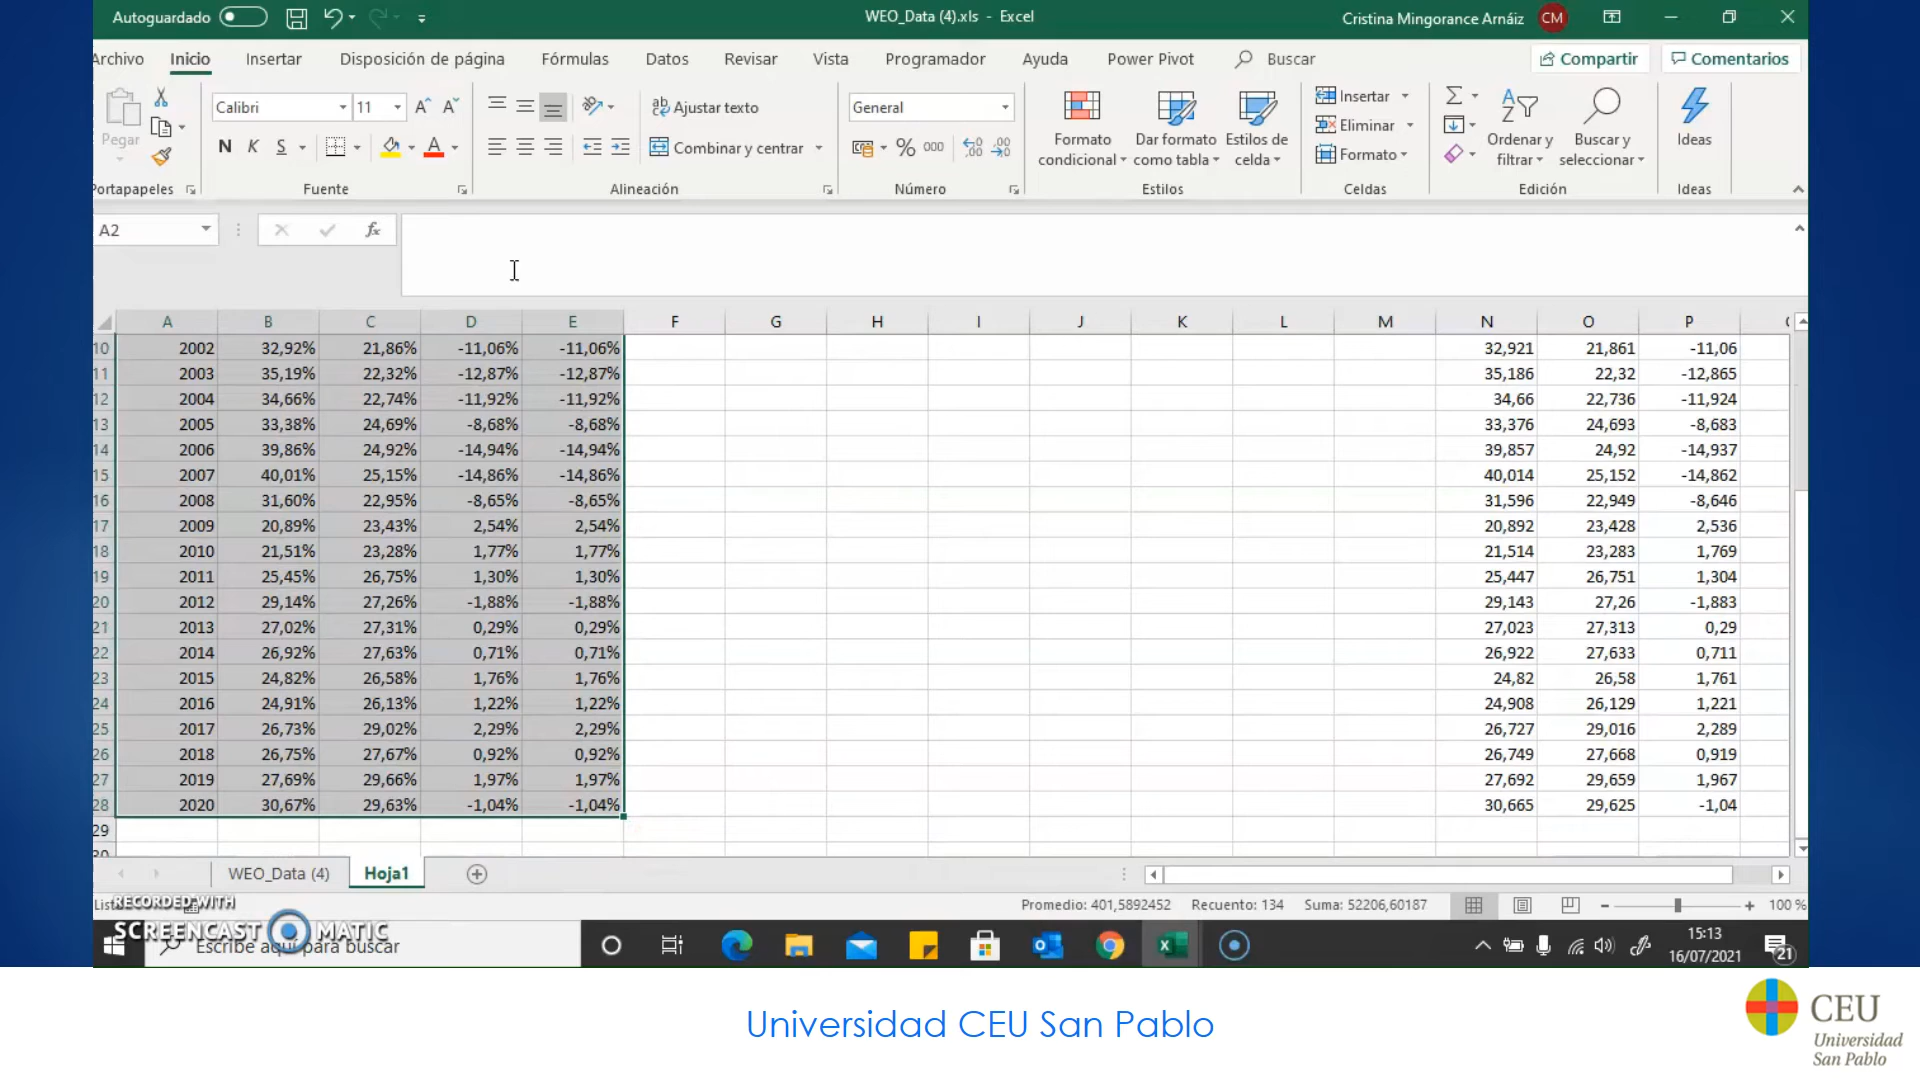 Autoguardado WEO_Data (4).xls - Excel Cristina Mingorance Arnáiz CM
Archivo Inicio Insertar Disposición de página Fórmulas Datos Revisar Vista Programador Ayuda Power Pivot Buscar Compartir Comentarios
Pegar
Calibri 11
N K S
Ajustar texto
Combinar y centrar
General
% 000
Formato condicional
Dar formato como tabla
Estilos de celda
Insertar
Eliminar
Formato
Ordenar y filtrar
Buscar y seleccionar
Ideas
Portapapeles Fuente Alineación Número Estilos Celdas Edición Ideas
A2 fx
A B C D E F G H I J K L M N O P
10 2002 32,92% 21,86% -11,06% -11,06% 32,921 21,861 -11,06
11 2003 35,19% 22,32% -12,87% -12,87% 35,186 22,32 -12,865
12 2004 34,66% 22,74% -11,92% -11,92% 34,66 22,736 -11,924
13 2005 33,38% 24,69% -8,68% -8,68% 33,376 24,693 -8,683
14 2006 39,86% 24,92% -14,94% -14,94% 39,857 24,92 -14,937
15 2007 40,01% 25,15% -14,86% -14,86% 40,014 25,152 -14,862
16 2008 31,60% 22,95% -8,65% -8,65% 31,596 22,949 -8,646
17 2009 20,89% 23,43% 2,54% 2,54% 20,892 23,428 2,536
18 2010 21,51% 23,28% 1,77% 1,77% 21,514 23,283 1,769
19 2011 25,45% 26,75% 1,30% 1,30% 25,447 26,751 1,304
20 2012 29,14% 27,26% -1,88% -1,88% 29,143 27,26 -1,883
21 2013 27,02% 27,31% 0,29% 0,29% 27,023 27,313 0,29
22 2014 26,92% 27,63% 0,71% 0,71% 26,922 27,633 0,711
23 2015 24,82% 26,58% 1,76% 1,76% 24,82 26,58 1,761
24 2016 24,91% 26,13% 1,22% 1,22% 24,908 26,129 1,221
25 2017 26,73% 29,02% 2,29% 2,29% 26,727 29,016 2,289
26 2018 26,75% 27,67% 0,92% 0,92% 26,749 27,668 0,919
27 2019 27,69% 29,66% 1,97% 1,97% 27,692 29,659 1,967
28 2020 30,67% 29,63% -1,04% -1,04% 30,665 29,625 -1,04
29
30
WEO_Data (4) Hoja1
Promedio: 401,5892452 Recuento: 134 Suma: 52206,60187 100 %
RECORDED WITH
SCREENCAST MATIC
Escribe aquí para buscar
15:13
16/07/2021
21
Universidad CEU San Pablo
CEU
Universidad
San Pablo